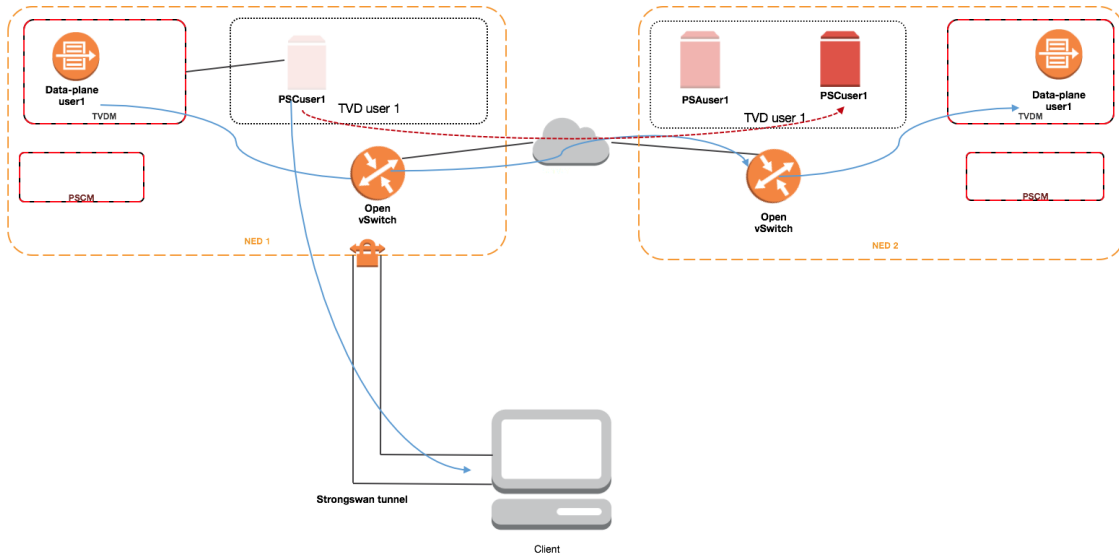 Data-plane
user1
TVDM
PSCuser1
TVD user 1
PSCM
Open
vSwitch
NED 1
PSAuser1
PSCuser1
TVD user 1
Data-plane
user1
TVDM
PSCM
Open
vSwitch
NED 2
Strongswan tunnel
Client